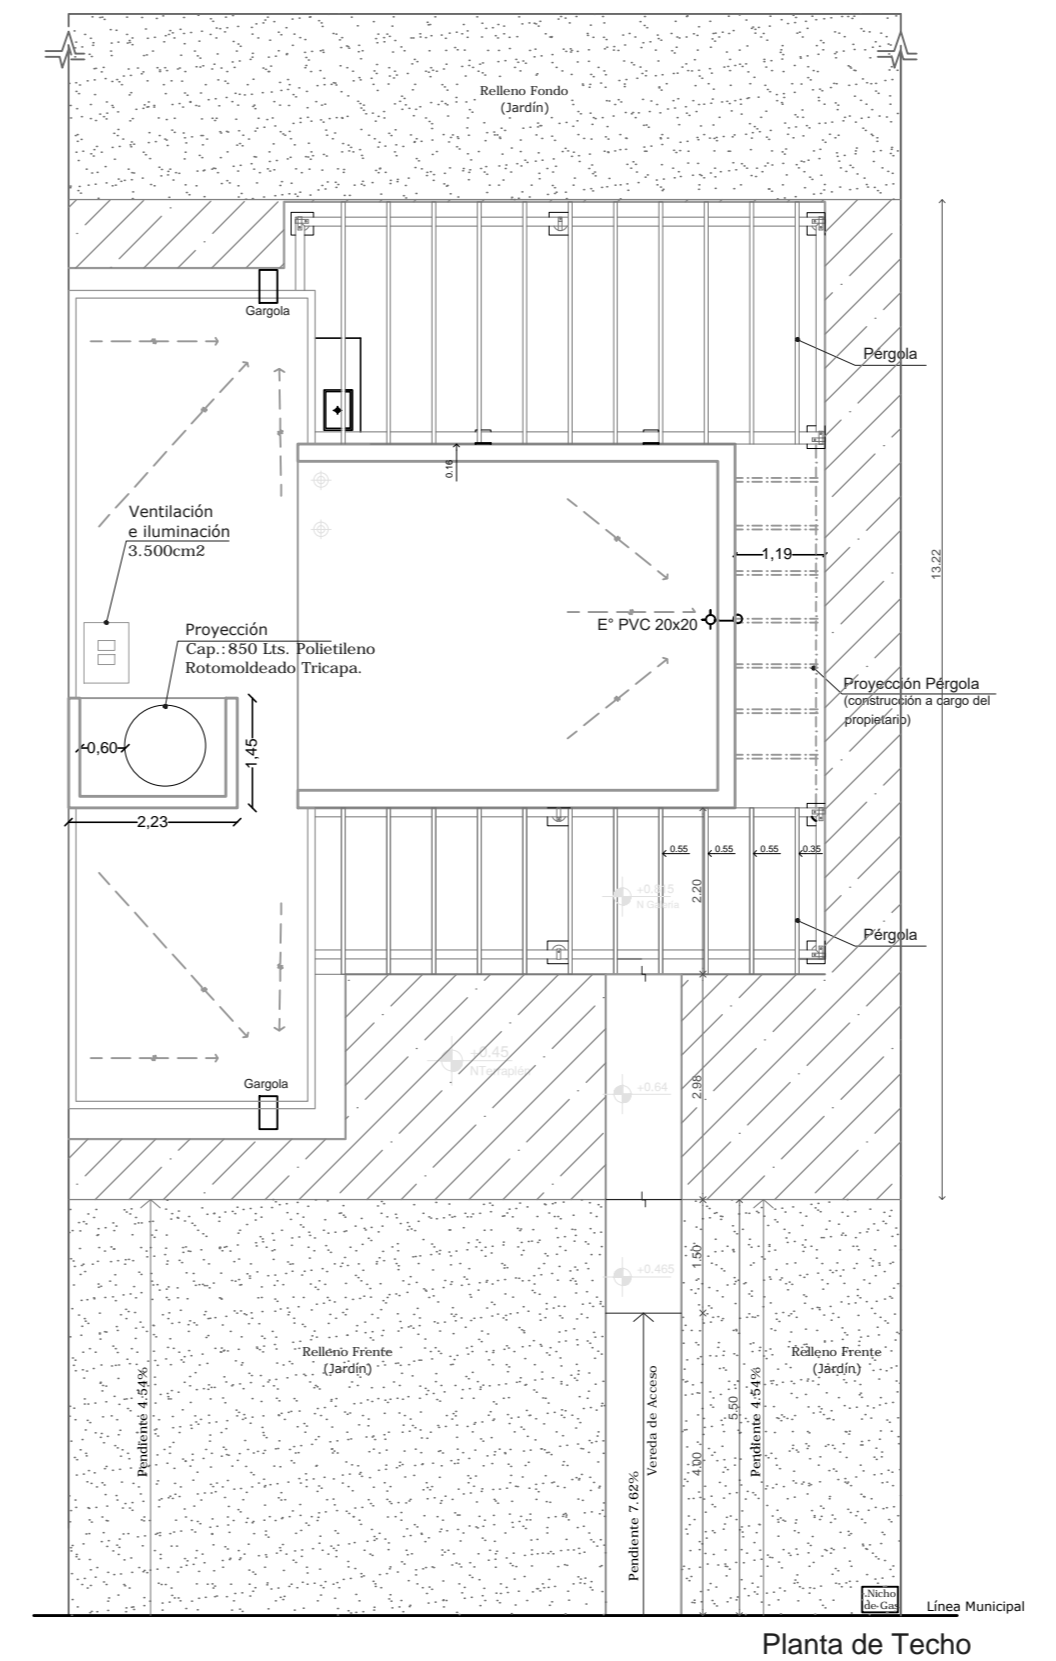 Relleno Fondo
(Jardín)
Gargola
Pérgola
0.16
Ventilación
e iluminación
3.500cm2
1,19
13.22
E° PVC 20x20
Proyección
Cap.:850 Lts. Polietileno
Rotomoldeado Tricapa.
Proyección Pérgola
(construcción a cargo del
propietario)
0,60
1,45
2,23
0.55
0.55
0.55
0.35
2.20
N Galería
Pérgola
+0.45
NTerraplén
+0.64
2.98
Gargola
+0.465
1.50
Relleno Frente
(Jardín)
Relleno Frente
(Jardín)
Pendiente 4.54%
Pendiente 7.62%
Vereda de Acceso
4.00
5.50
Pendiente 4.54%
Nicho
de Gas
Línea Municipal
Planta de Techo